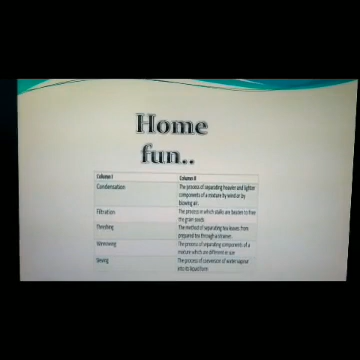 Home
fun..
Column I Column II
Condensation The process of separating heavier and lighter
components of a mixture by wind or by
blowing air.
Filtration The process in which stalks are beaten to free
the grain seeds
Threshing The method of separating tea leaves from
prepared tea through a strainer.
Winnowing The process of separating components of a
mixture which are different in size
Sieving The process of conversion of water vapour
into its liquid form